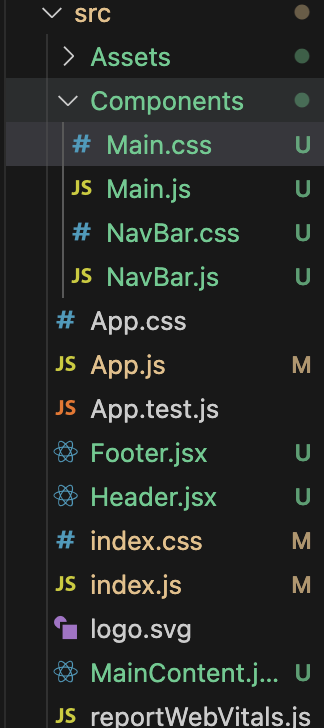 src
Assets
Components
# Main.css U
JS Main.js U
# NavBar.css U
JS NavBar.js U
# App.css
JS App.js M
JS App.test.js
Footer.jsx U
Header.jsx U
# index.css M
JS index.js M
logo.svg
MainContent.j... U
JS reportWebVitals.js